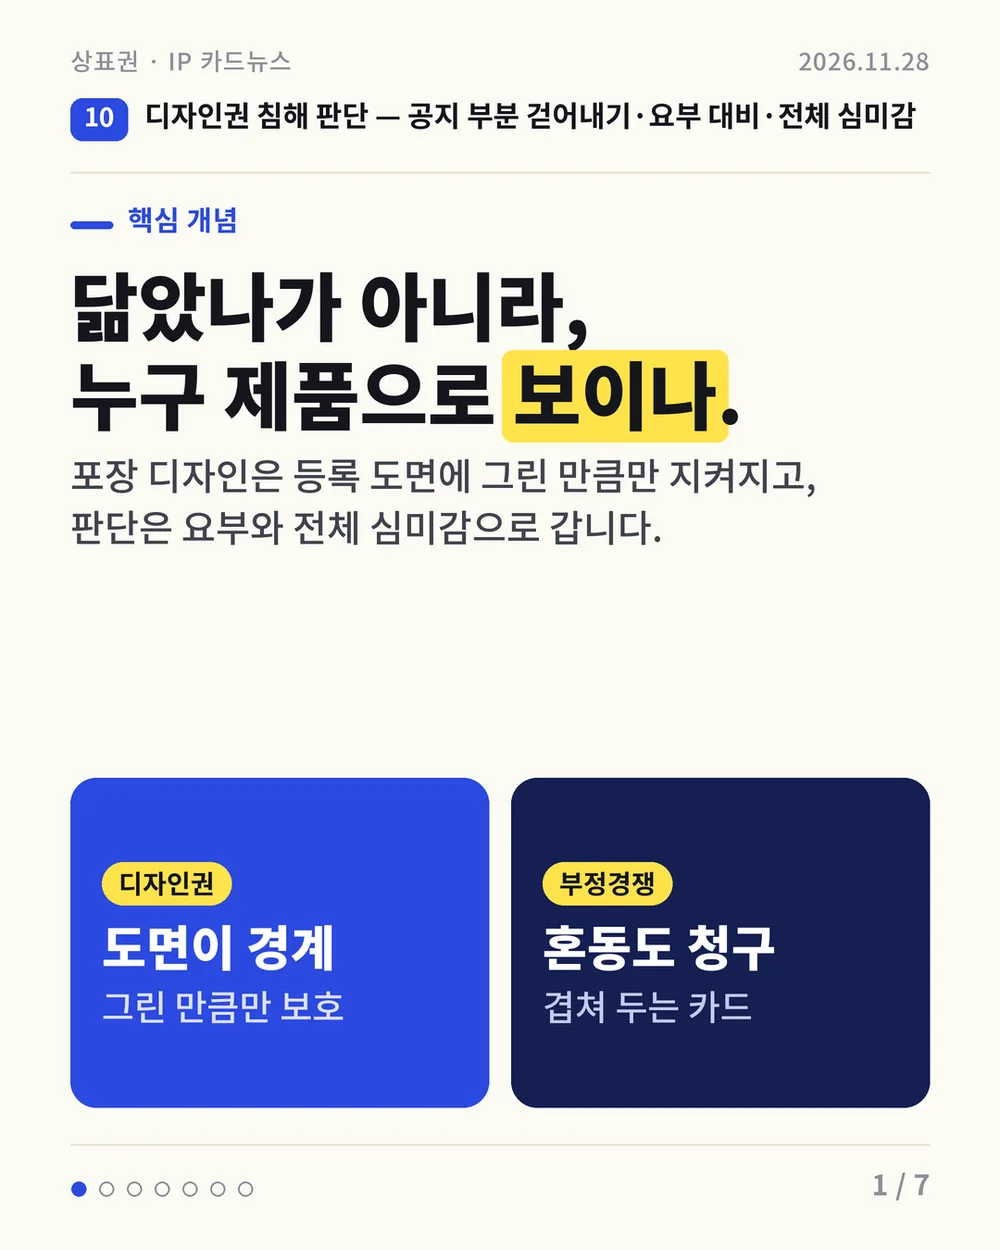 상표권 · IP 카드뉴스
2026.11.28
10 디자인권 침해 판단 — 공지 부분 걷어내기·요부 대비·전체 심미감
핵심 개념
닮았나가 아니라,
누구 제품으로 보이나.
포장 디자인은 등록 도면에 그린 만큼만 지켜지고,
판단은 요부와 전체 심미감으로 갑니다.
디자인권
도면이 경계
그린 만큼만 보호
부정경쟁
혼동도 청구
겹쳐 두는 카드
1 / 7